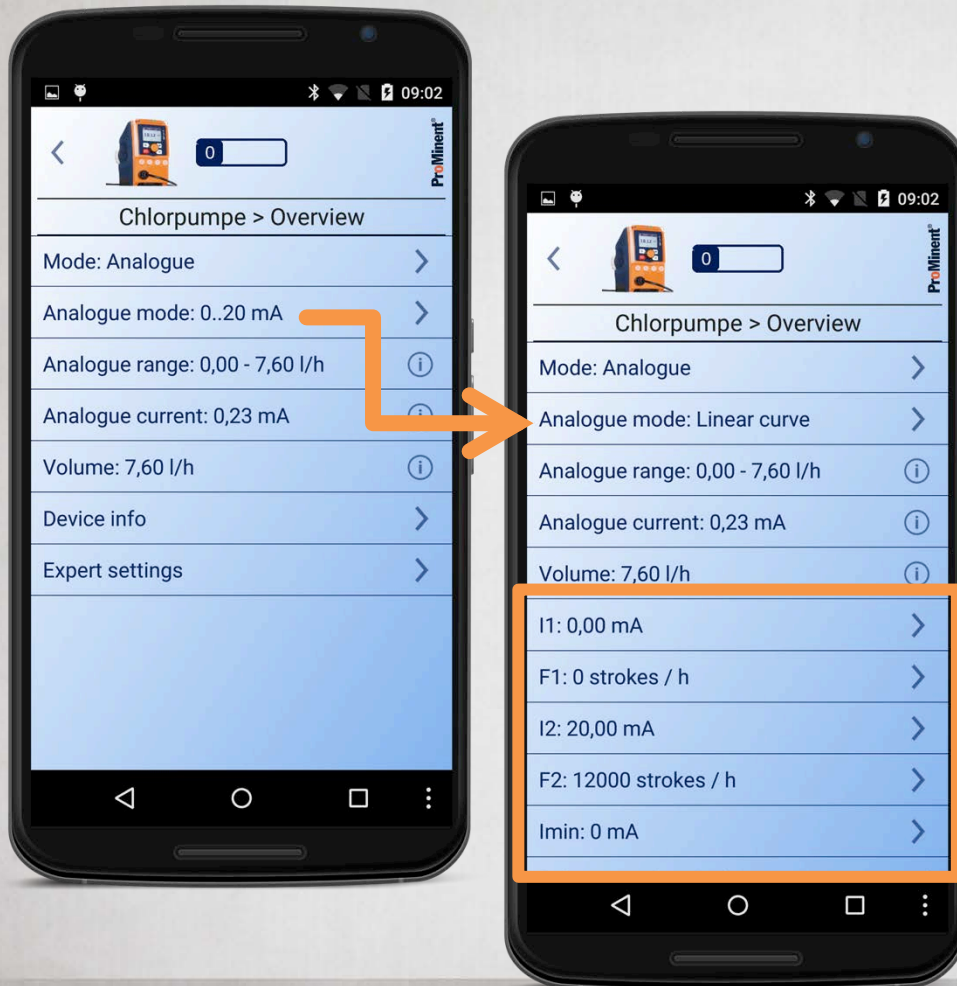 09:02
0
ProMinent®
Chlorpumpe > Overview
Mode: Analogue
Analogue mode: 0..20 mA
Analogue range: 0,00 - 7,60 l/h
Analogue current: 0,23 mA
Volume: 7,60 l/h
Device info
Expert settings
09:02
0
ProMinent®
Chlorpumpe > Overview
Mode: Analogue
Analogue mode: Linear curve
Analogue range: 0,00 - 7,60 l/h
Analogue current: 0,23 mA
Volume: 7,60 l/h
I1: 0,00 mA
F1: 0 strokes / h
I2: 20,00 mA
F2: 12000 strokes / h
Imin: 0 mA